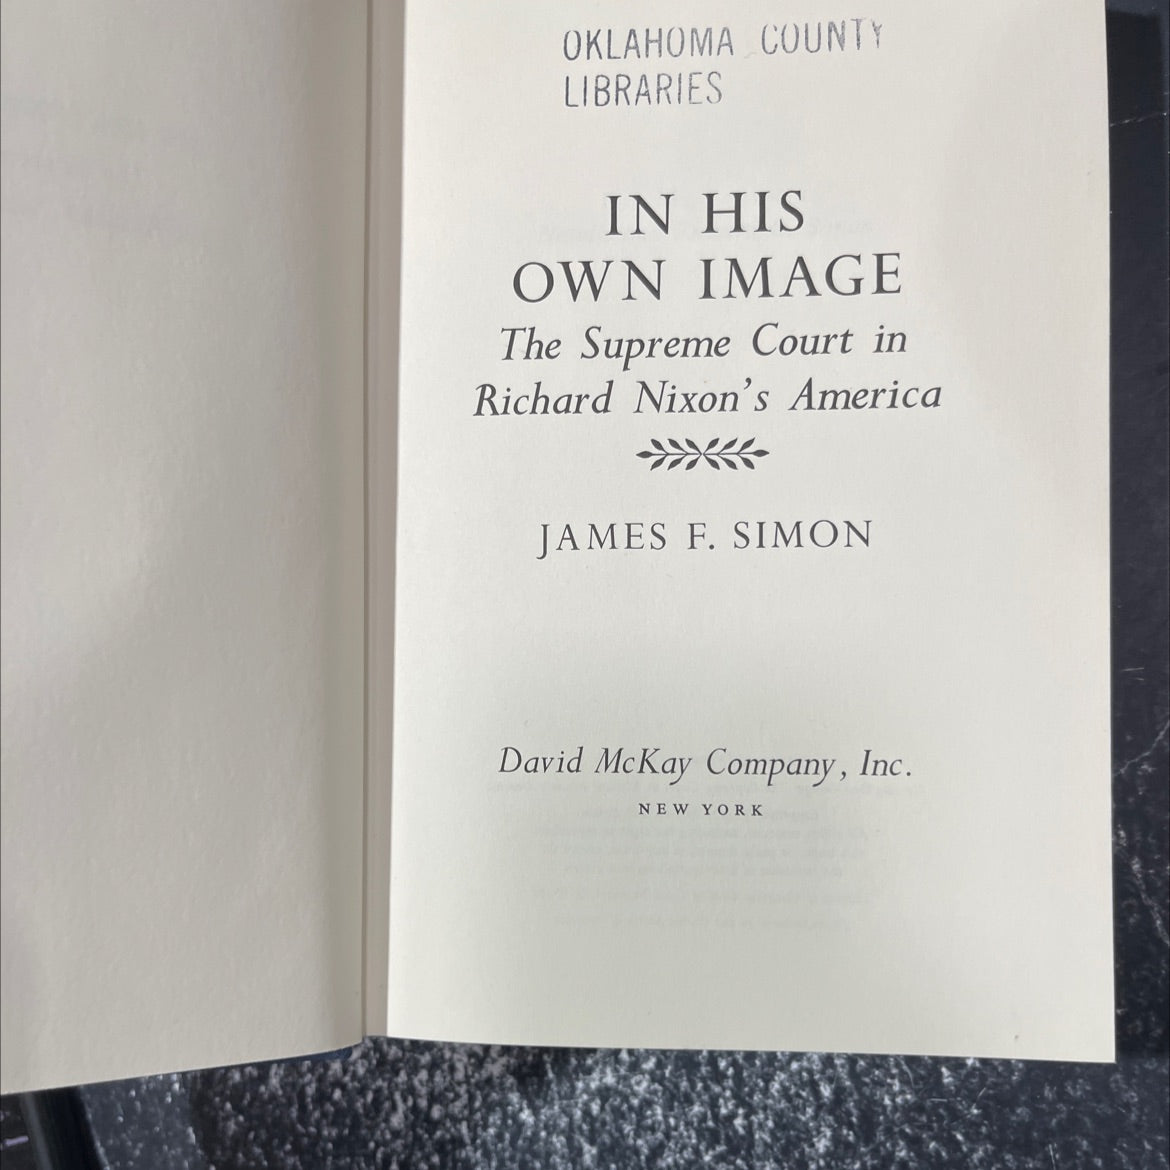 OKLAHOMA COUNTY
LIBRARIES
IN HIS
OWN IMAGE
The Supreme Court in
Richard Nixon's America
JAMES F. SIMON
David McKay Company, Inc.
NEW YORK